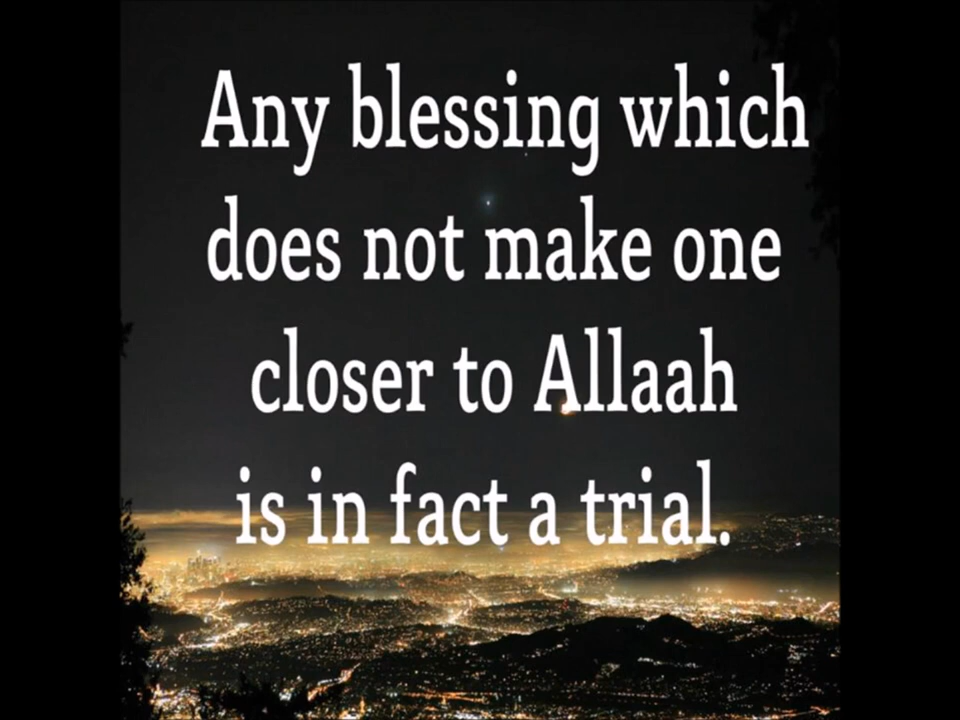 Any blessing which
does not make one
closer to Allaah
is in fact a trial.